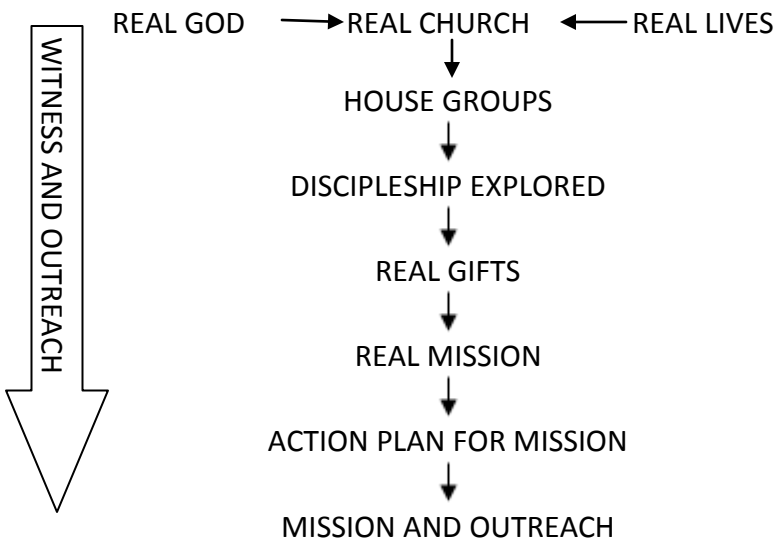 REAL GOD REAL CHURCH REAL LIVES
WITNESS AND OUTREACH
HOUSE GROUPS
DISCIPLESHIP EXPLORED
REAL GIFTS
REAL MISSION
ACTION PLAN FOR MISSION
MISSION AND OUTREACH